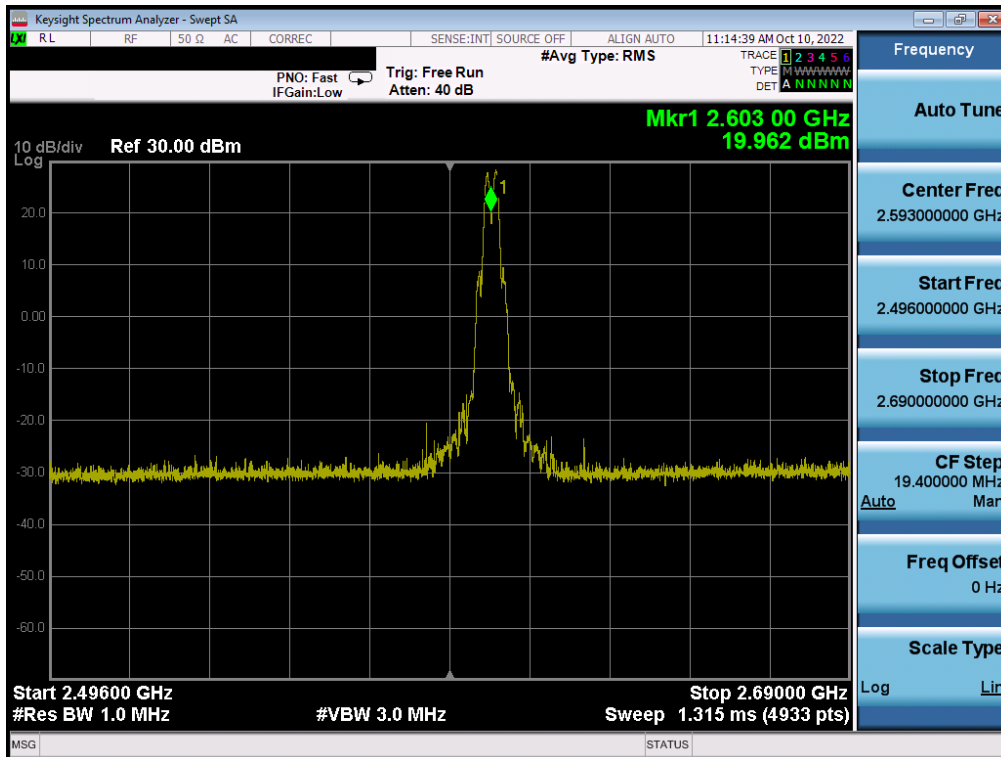 Keysight Spectrum Analyzer - Swept SA
LXI RL RF 50 Ω AC CORREC SENSE:INT SOURCE OFF ALIGN AUTO 11:14:39 AM Oct 10, 2022
Frequency
#Avg Type: RMS
TRACE 1 2 3 4 5 6
PNO: Fast
IFGain:Low
Trig: Free Run
Atten: 40 dB
TYPE M WWWWW
DET A N N N N N
Auto Tune
Mkr1 2.603 00 GHz
19.962 dBm
10 dB/div
Log
Ref 30.00 dBm
1
20.0
10.0
0.00
-10.0
-20.0
-30.0
-40.0
-50.0
-60.0
Center Freq
2.593000000 GHz
Start Freq
2.496000000 GHz
Stop Freq
2.690000000 GHz
CF Step
19.400000 MHz
Auto Man
Freq Offset
0 Hz
Scale Type
Log Lin
Start 2.49600 GHz
Stop 2.69000 GHz
#Res BW 1.0 MHz
#VBW 3.0 MHz
Sweep 1.315 ms (4933 pts)
MSG
STATUS